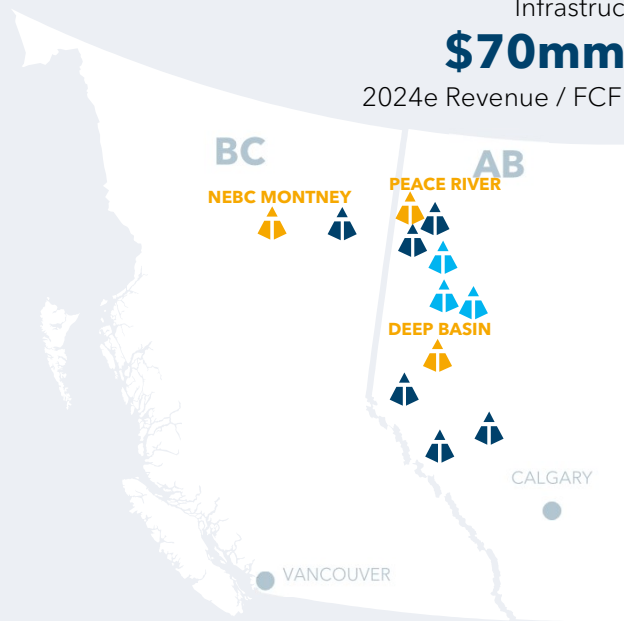 Infrastruc
$70mm
2024e Revenue / FCF
BC
AB
PEACE RIVER
NEBC MONTNEY
DEEP BASIN
CALGARY
VANCOUVER